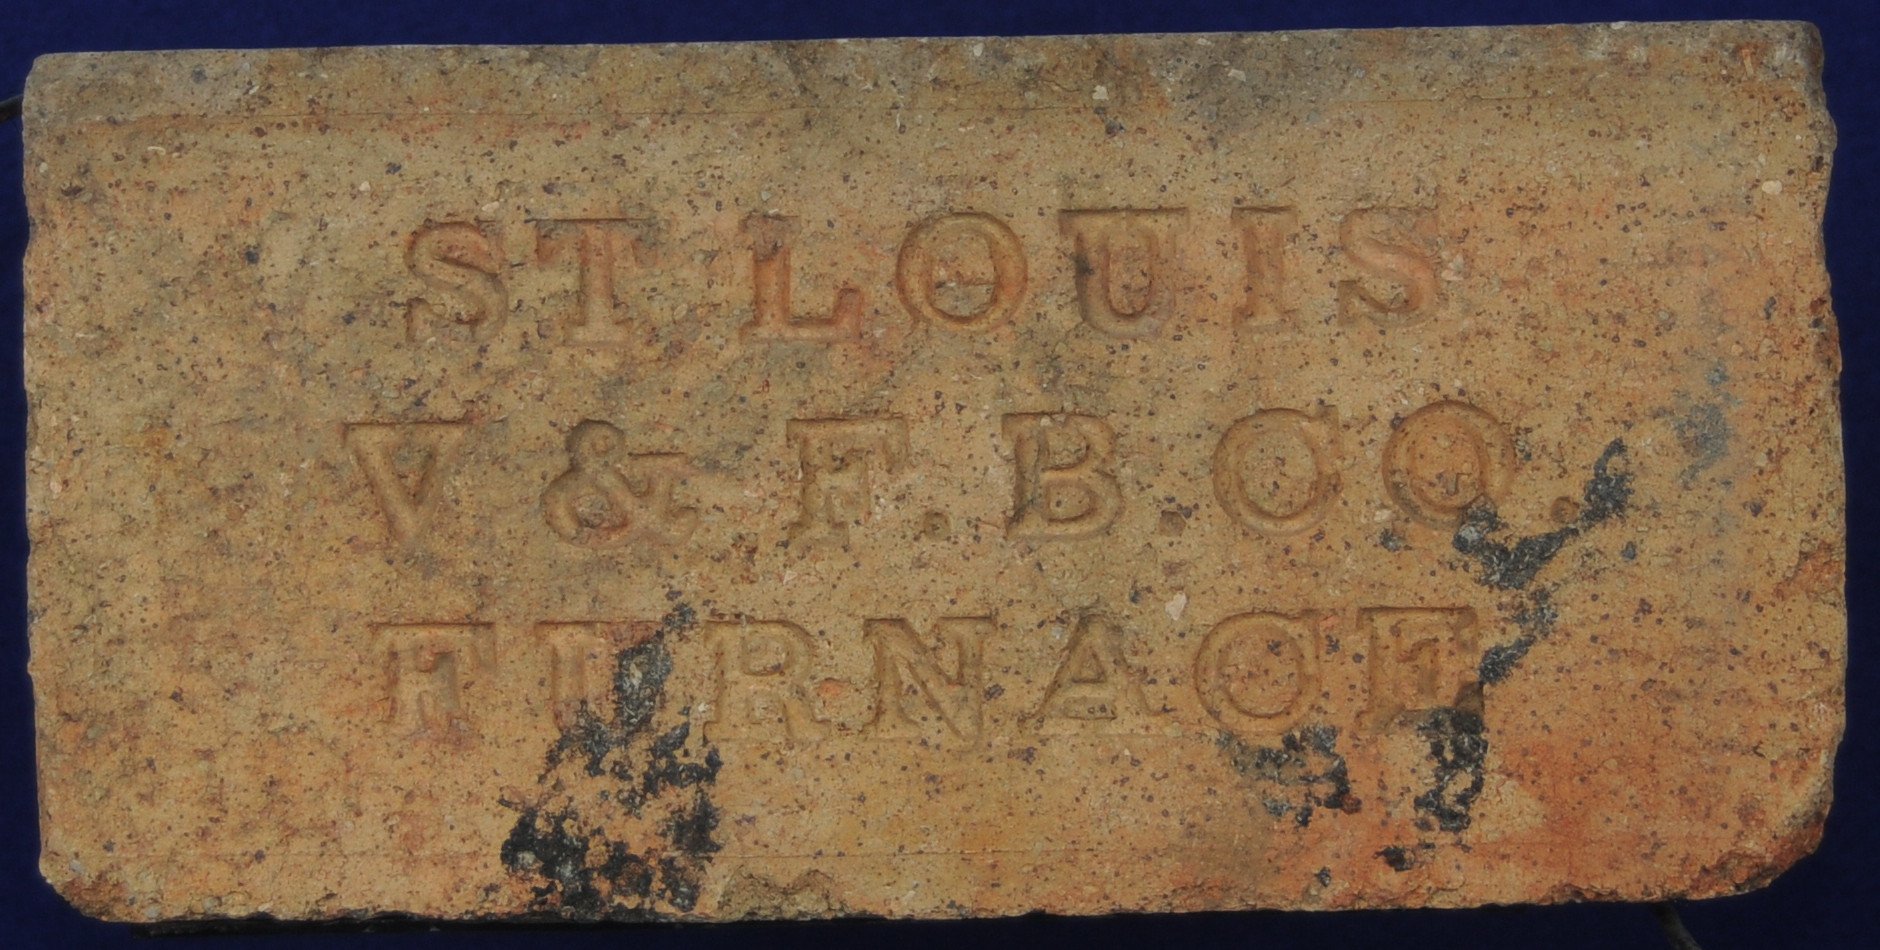 ST LOUIS
V & F. B. CO.
FURNACE